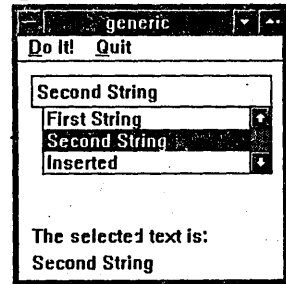 generic
Do It! Quit
Second String
First String
Second String
Inserted
The selected text is:
Second String